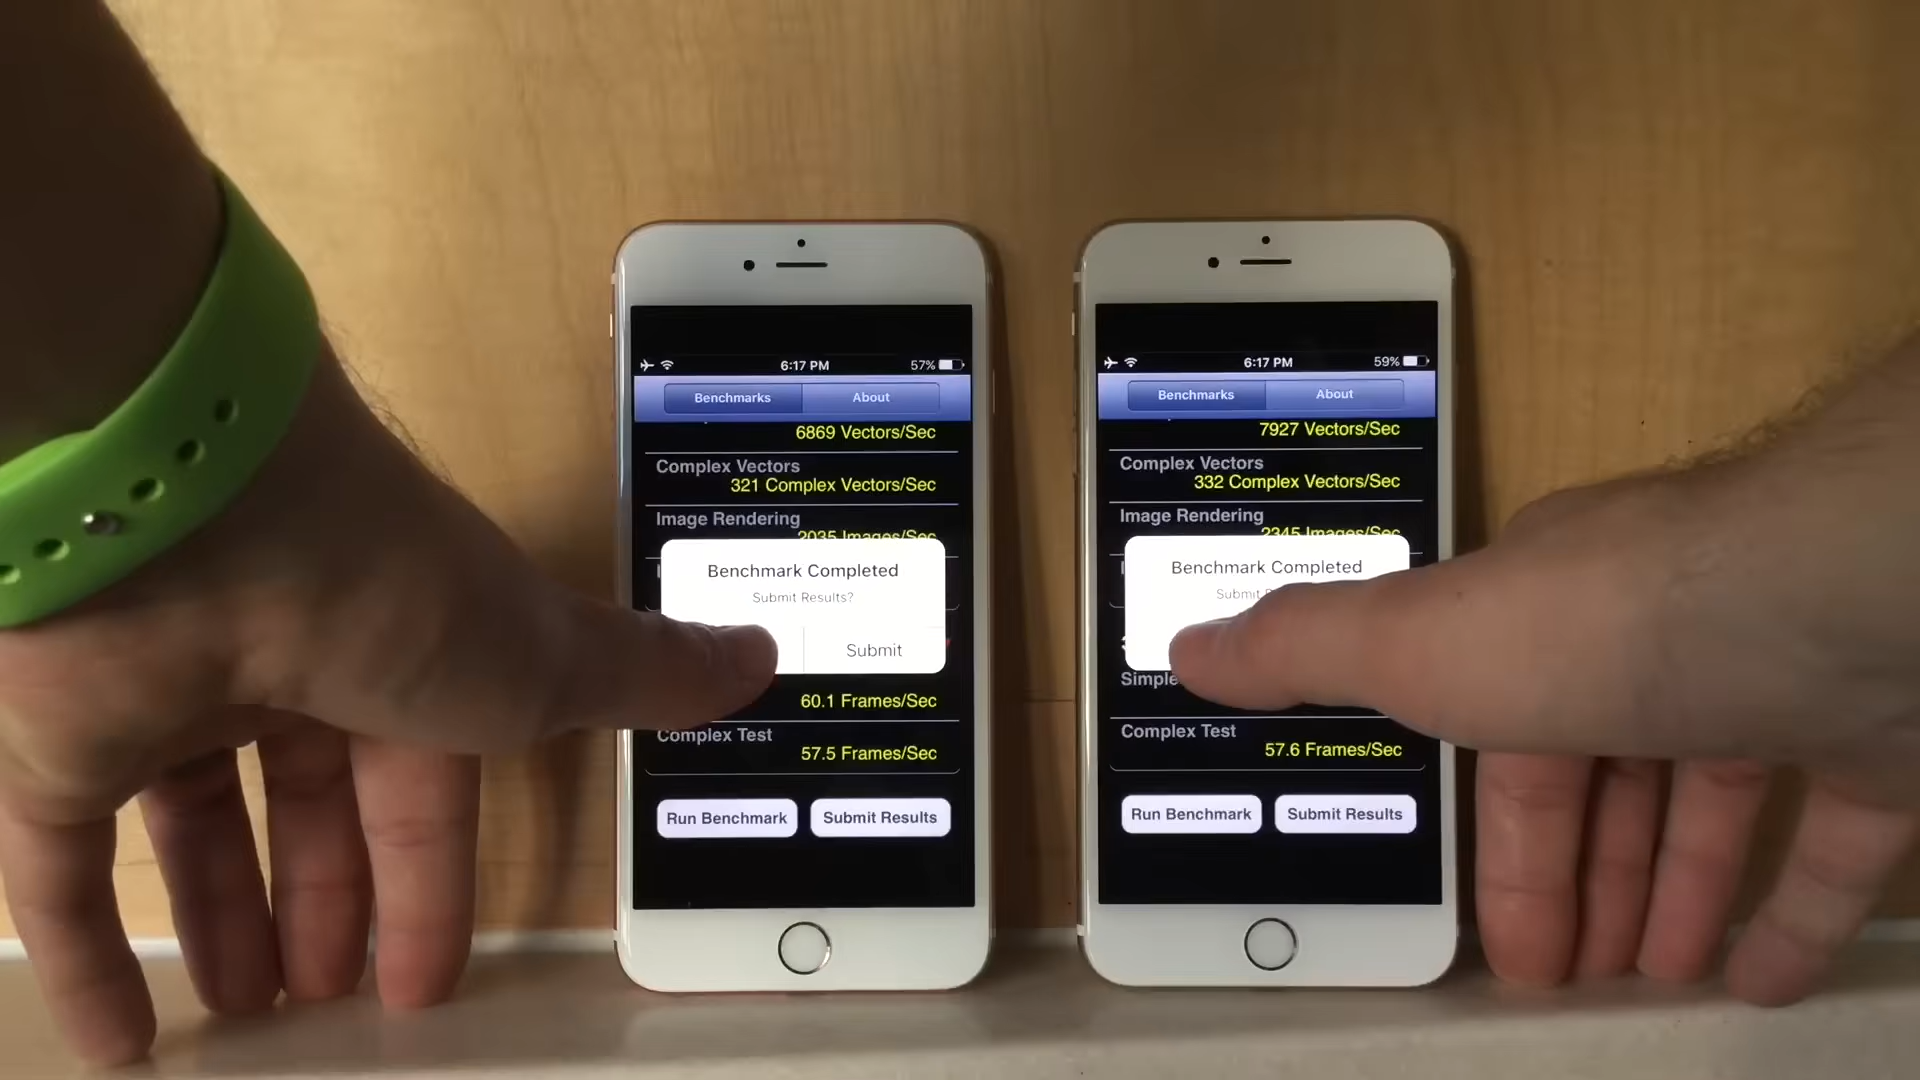 6:17 PM
57%
Benchmarks
About
6869 Vectors/Sec
Complex Vectors
321 Complex Vectors/Sec
Image Rendering
2035 Images/Sec
Benchmark Completed
Submit Results?
Submit
60.1 Frames/Sec
Complex Test
57.5 Frames/Sec
Run Benchmark
Submit Results
6:17 PM
59%
Benchmarks
About
7927 Vectors/Sec
Complex Vectors
332 Complex Vectors/Sec
Image Rendering
2345 Images/Sec
Benchmark Completed
Submit
Simple
Complex Test
57.6 Frames/Sec
Run Benchmark
Submit Results